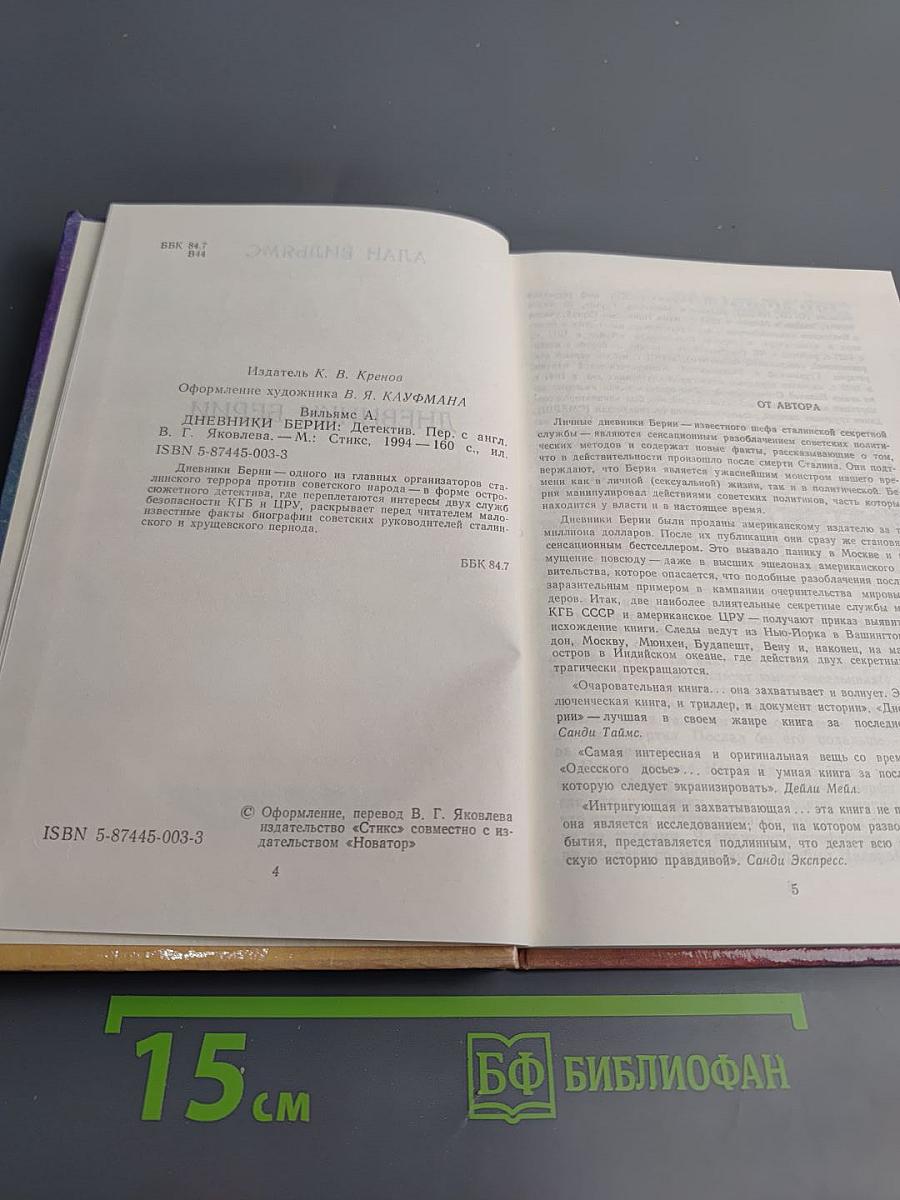 ББК 84.7
В44
Издатель К. В. Кренов
Оформление художника В. Я. КАУФМАНА
Вильямс А.
ДНЕВНИКИ БЕРИИ: Детектив. Пер. с англ.
В. Г. Яковлева. — М.: Стикс, 1994 — 160 с., ил.
ISBN 5-87445-003-3
Дневники Берии — одного из главных организаторов ста-
линского террора против советского народа — в форме остро-
сюжетного детектива, где переплетаются интересы двух служб
безопасности КГБ и ЦРУ, раскрывает перед читателем мало-
известные факты биографии советских руководителей сталин-
ского и хрущевского периода.
ББК 84.7
ISBN 5-87445-003-3
© Оформление, перевод В. Г. Яковлева
издательство «Стикс» совместно с из-
дательством «Новатор»
4
ОТ АВТОРА
Личные дневники Берии — известного шефа сталинской секретной
службы — являются сенсационным разоблачением советских полити-
ческих методов и содержат новые факты, рассказывающие о том,
что в действительности произошло после смерти Сталина. Они подт-
верждают, что Берия является ужаснейшим монстром нашего вре-
мени как в личной (сексуальной) жизни, так и в политической. Бе-
рия манипулировал действиями советских политиков, часть которы
находится у власти и в настоящее время.
Дневники Берии были проданы американскому издателю за т
миллиона долларов. После их публикации они сразу же становя
сенсационным бестселлером. Это вызвало панику в Москве и
мущение повсюду — даже в высших эшелонах американского
вительства, которое опасается, что подобные разоблачения посл
заразительным примером в кампании очернительства мировы
деров. Итак, две наиболее влиятельные секретные службы м
КГБ СССР и американское ЦРУ — получают приказ выявит
исхождение книги. Следы ведут из Нью-Йорка в Вашингтон
дон, Москву, Мюнхен, Будапешт, Вену и, наконец, на ма
остров в Индийском океане, где действия двух секретны
трагически прекращаются.
«Очаровательная книга... она захватывает и волнует. Э
люченческая книга, и триллер, и документ истории». «Дне
рии» — лучшая в своем жанре книга за последне
Санди Таймс.
«Самая интересная и оригинальная вещь со врем
«Одесского досье»... острая и умная книга за посл
которую следует экранизировать». Дейли Мейл.
«Интригующая и захватывающая... эта книга не п
она является исследованием; фон, на котором разво
бытия, представляется подлинным, что делает всю
скую историю правдивой». Санди Экспресс.
5
15 см
БФ БИБЛИОФАН